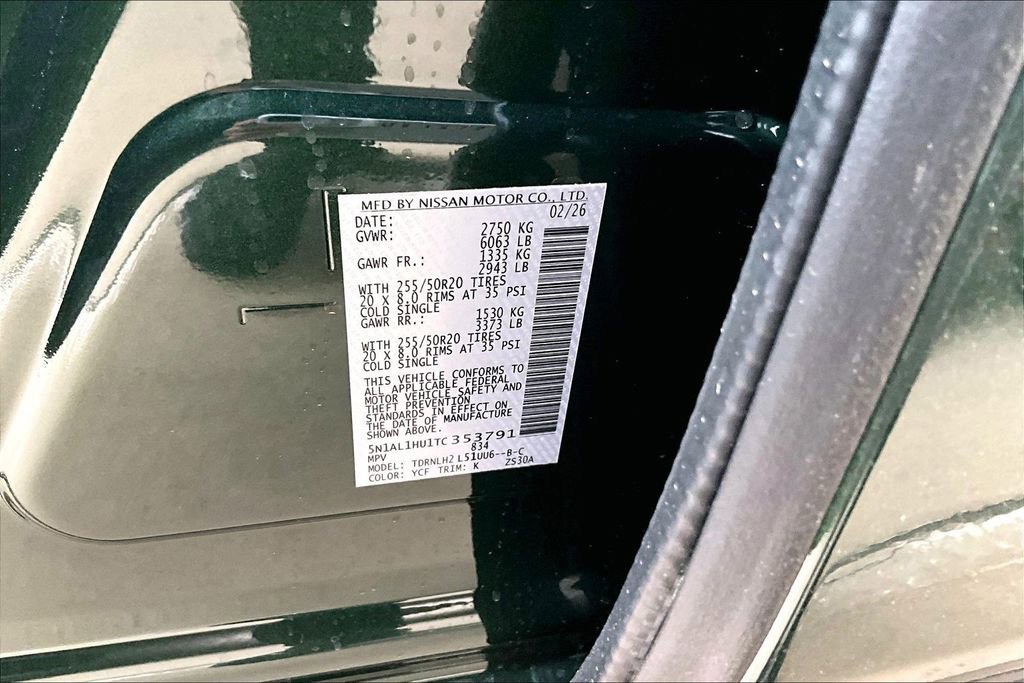 MFD BY NISSAN MOTOR CO., LTD.
DATE: 02/26
GVWR: 2750 KG
6063 LB
GAWR FR.: 1335 KG
2943 LB
WITH 255/50R20 TIRES
20 X 8.0 RIMS AT 35 PSI
COLD SINGLE
GAWR RR.: 1530 KG
3373 LB
WITH 255/50R20 TIRES
20 X 8.0 RIMS AT 35 PSI
COLD SINGLE
THIS VEHICLE CONFORMS TO
ALL APPLICABLE FEDERAL
MOTOR VEHICLE SAFETY AND
THEFT PREVENTION
STANDARDS IN EFFECT ON
THE DATE OF MANUFACTURE
SHOWN ABOVE.
5N1AL1HU1TC353791
MPV 834
MODEL: TDRNLH2 L51UU6--B-C
COLOR: YCF TRIM: K ZS30A